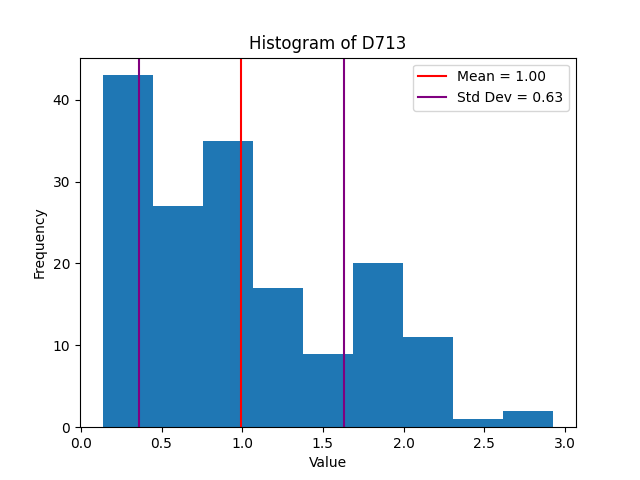 Histogram of D713
Mean = 1.00
Std Dev = 0.63
Frequency
40
30
20
10
0
0.0 0.5 1.0 1.5 2.0 2.5 3.0
Value